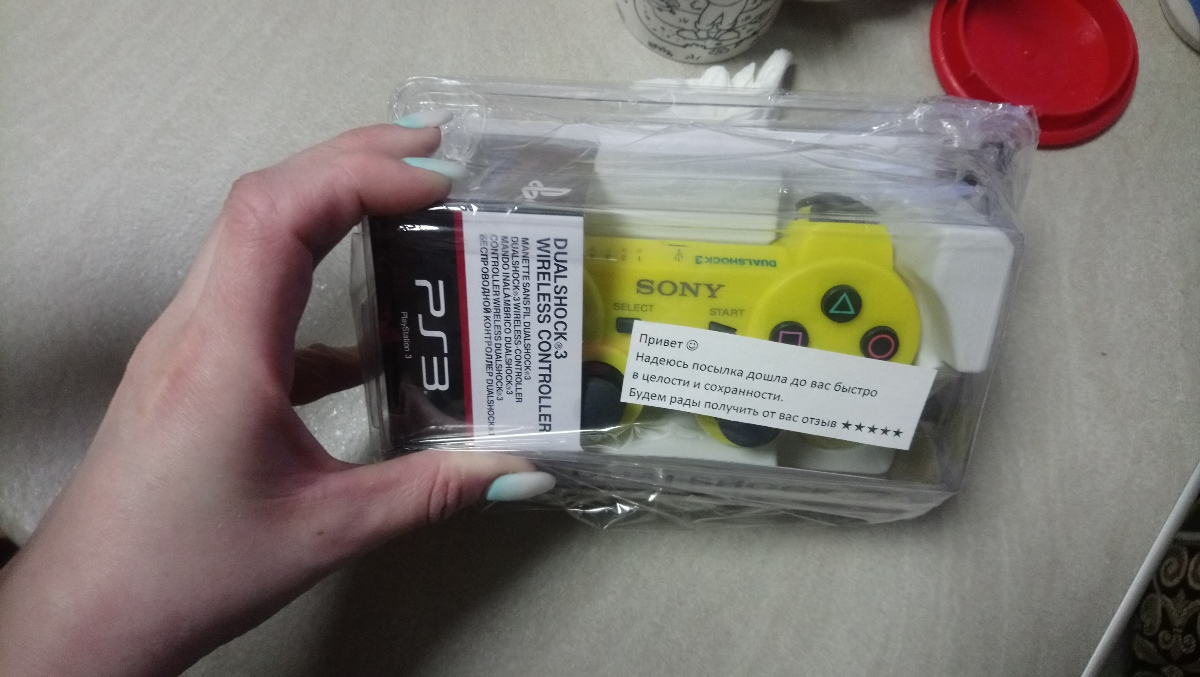 PS3
PlayStation 3
DUALSHOCK®3
WIRELESS CONTROLLER
MANETTE SANS FIL DUALSHOCK®3
DUALSHOCK®3 WIRELESS-CONTROLLER
MANDO INALÁMBRICO DUALSHOCK®3
CONTROLLER WIRELESS DUALSHOCK®3
БЕСПРОВОДНОЙ КОНТРОЛЛЕР DUALSHOCK®3
DUALSHOCK 3
SONY
SELECT
START
Привет ☺
Надеюсь посылка дошла до вас быстро
в целости и сохранности.
Будем рады получить от вас отзыв ★★★★★